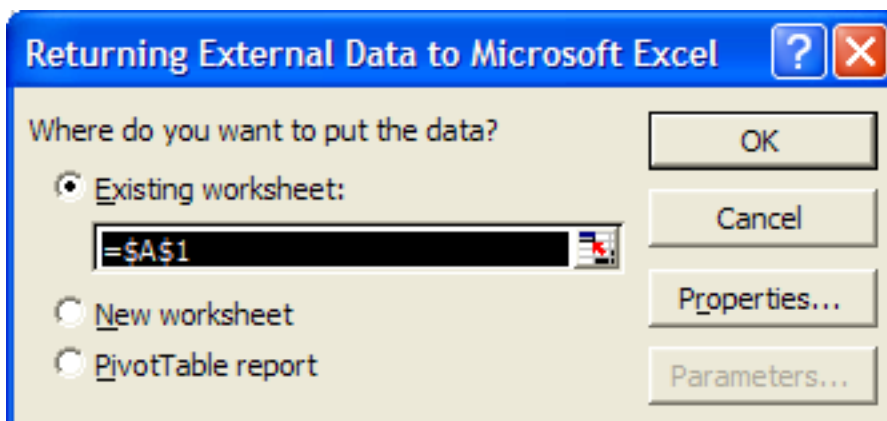 Returning External Data to Microsoft Excel
Where do you want to put the data?
OK
Existing worksheet:
Cancel
=$A$1
Properties...
New worksheet
PivotTable report
Parameters...